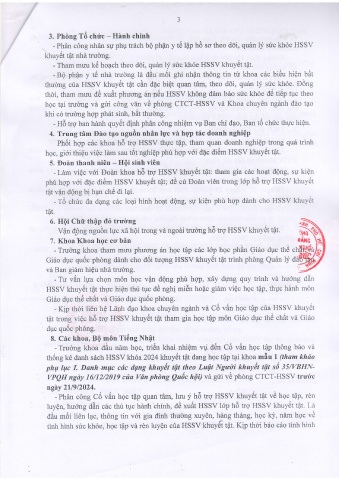 3
3. Phòng Tổ chức – Hành chính
- Phân công nhân sự phụ trách bộ phận y tế lập hồ sơ theo dõi, quản lý sức khỏe HSSV
khuyết tật nhà trường.
- Tham mưu kế hoạch theo dõi, quản lý sức khỏe HSSV khuyết tật.
- Bộ phận y tế nhà trường là đầu mối ghi nhận thông tin từ khoa các biểu hiện bất
thường của HSSV khuyết tật cần đặc biệt quan tâm, theo dõi, quản lý sức khỏe. Đồng
thời, tham mưu đề xuất phương án nếu HSSV không đảm bảo sức khỏe để tiếp tục theo
học tại trường và gửi công văn về phòng CTCT-HSSV và Khoa chuyên ngành đào tạo
khi có trường hợp phát sinh, bất thường.
- Hỗ trợ ban hành quyết định phân công nhiệm vụ Ban chỉ đạo, Ban tổ chức thực hiện.
4. Trung tâm Đào tạo nguồn nhân lực và hợp tác doanh nghiệp
Phối hợp các khoa hỗ trợ HSSV thực tập, tham quan doanh nghiệp trong quá trình
học, giới thiệu việc làm sau tốt nghiệp phù hợp với đặc điểm HSSV khuyết tật.
5. Đoàn thanh niên – Hội sinh viên
- Làm việc với Đoàn khoa hỗ trợ HSSV khuyết tật: tham gia các hoạt động, sự kiện
phù hợp với đặc điểm HSSV khuyết tật; đề cử Đoàn viên trong lớp hỗ trợ HSSV khuyết
tật vận động bị hạn chế đi lại.
- Tổ chức đa dạng các loại hình hoạt động, sự kiện phù hợp dành cho HSSV khuyết
tật.
6. Hội Chữ thập đỏ trường
Vận động nguồn lực xã hội trong và ngoài trường hỗ trợ HSSV khuyết tật.
7. Khoa Khoa học cơ bản
- Trưởng khoa tham mưu phương án học tập các lớp học phần Giáo dục thể chất,
Giáo dục quốc phòng dành cho đối tượng HSSV khuyết tật trình phòng Quản lý đào tạo
và Ban giám hiệu nhà trường.
- Tư vấn lựa chọn môn học vận động phù hợp, xây dựng quy trình và hướng dẫn
HSSV khuyết tật thực hiện thủ tục đề nghị miễn hoặc giảm việc học tập, thực hành môn
Giáo dục thể chất và Giáo dục quốc phòng.
- Kịp thời liên hệ Lãnh đạo khoa chuyên ngành và Cố vấn học tập của HSSV khuyết
tật trong việc hỗ trợ HSSV khuyết tật tham gia học tập môn Giáo dục thể chất và Giáo
dục quốc phòng.
8. Các khoa, Bộ môn Tiếng Nhật
- Trưởng khoa đầu năm học, triển khai nhiệm vụ đến Cố vấn học tập thông báo và
thống kê danh sách HSSV khóa 2024 khuyết tật đang học tập tại khoa mẫu 1 (tham khảo
phụ lục I. Danh mục các dạng khuyết tật theo Luật Người khuyết tật số 35/VBHN-
VPQH ngày 16/12/2019 của Văn phòng Quốc hội) và gửi về phòng CTCT-HSSV trước
ngày 21/9/2024.
- Phân công Cố vấn học tập quan tâm, lưu ý hỗ trợ HSSV khuyết tật về học tập, rèn
luyện, hướng dẫn các thủ tục hành chính, đề xuất HSSV lớp hỗ trợ HSSV khuyết tật. Là
đầu mối liên lạc, thông tin với gia đình thường xuyên, hàng tháng, học kỳ, năm học về
tình hình sức khỏe, học tập và rèn luyện của HSSV khuyết tật. Kịp thời báo cáo tình hình